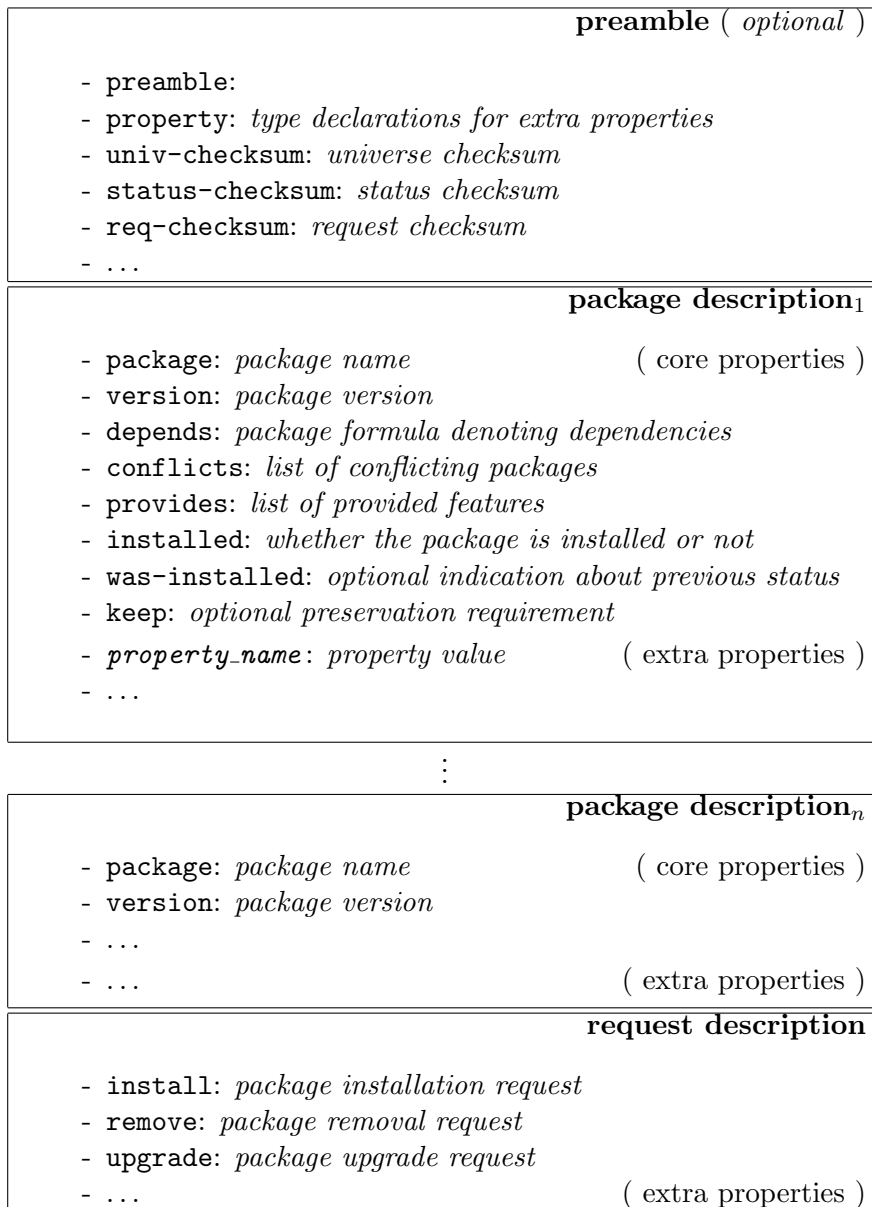 preamble ( optional )
- preamble:
- property: type declarations for extra properties
- univ-checksum: universe checksum
- status-checksum: status checksum
- req-checksum: request checksum
- ...
package description₁
- package: package name ( core properties )
- version: package version
- depends: package formula denoting dependencies
- conflicts: list of conflicting packages
- provides: list of provided features
- installed: whether the package is installed or not
- was-installed: optional indication about previous status
- keep: optional preservation requirement
- property_name: property value ( extra properties )
- ...
⋮
package descriptionₙ
- package: package name ( core properties )
- version: package version
- ...
- ... ( extra properties )
request description
- install: package installation request
- remove: package removal request
- upgrade: package upgrade request
- ... ( extra properties )